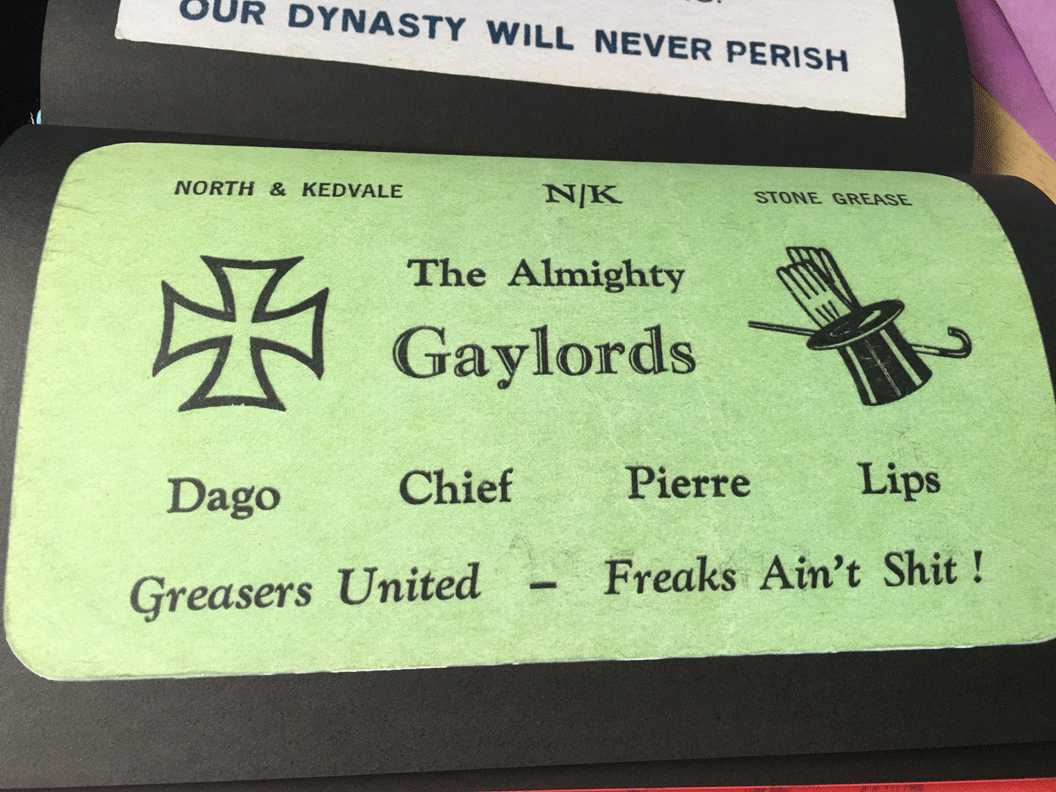 OUR DYNASTY WILL NEVER PERISH
NORTH & KEDVALE N/K STONE GREASE
The Almighty
Gaylords
Dago Chief Pierre Lips
Greasers United – Freaks Ain't Shit !